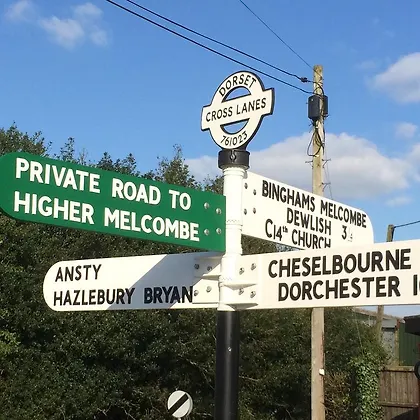 DORSET
CROSS LANES
761023
PRIVATE ROAD TO
HIGHER MELCOMBE
BINGHAMS MELCOMBE
DEWLISH 3
C14th CHURCH
ANSTY
HAZLEBURY BRYAN
CHESELBOURNE
DORCHESTER